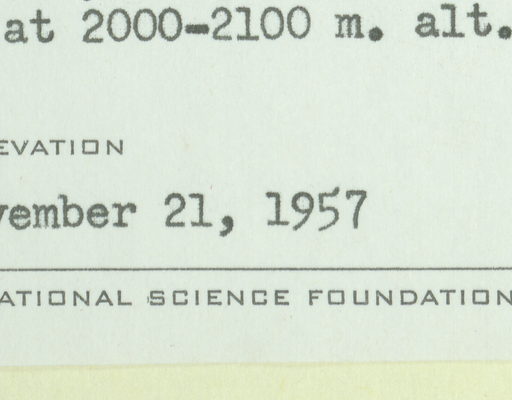 at 2000-2100 m. alt.
EVATION
vember 21, 1957
ATIONAL SCIENCE FOUNDATION